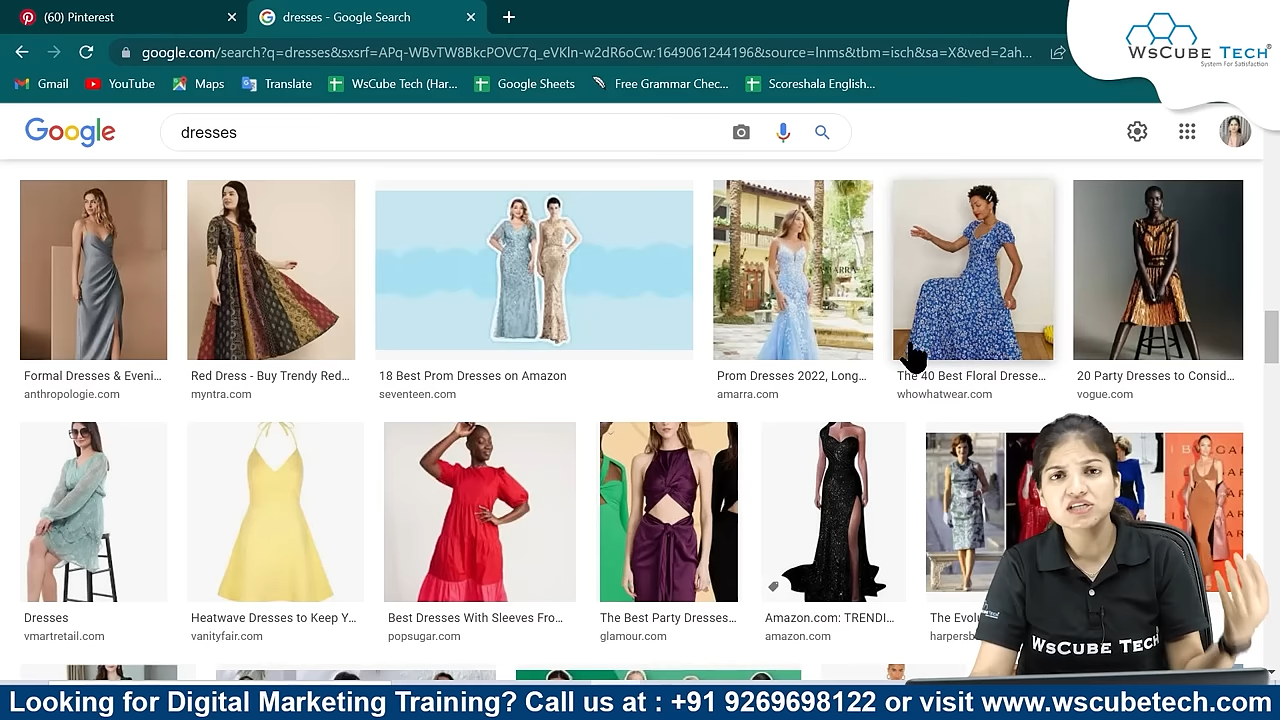 (60) Pinterest
dresses - Google Search
google.com/search?q=dresses&sxsrf=APq-WBvTW8BkcPOVC7q_eVKln-w2dR6oCw:1649061244196&source=lnms&tbm=isch&sa=X&ved=2ah...
WSCUBE TECH®
System For Satisfaction
Gmail
YouTube
Maps
Translate
WsCube Tech (Har...
Google Sheets
Free Grammar Chec...
Scoreshala English...
Google
dresses
AMARRA
Formal Dresses & Eveni...
anthropologie.com
Red Dress - Buy Trendy Red...
myntra.com
18 Best Prom Dresses on Amazon
seventeen.com
Prom Dresses 2022, Long...
amarra.com
The 40 Best Floral Dresse...
whowhatwear.com
20 Party Dresses to Consid...
vogue.com
Dresses
vmartretail.com
Heatwave Dresses to Keep Y...
vanityfair.com
Best Dresses With Sleeves Fro...
popsugar.com
The Best Party Dresses...
glamour.com
Amazon.com: TRENDI...
amazon.com
The Evolu
harpersb
WSCUBE TECH
Looking for Digital Marketing Training? Call us at : +91 9269698122 or visit www.wscubetech.com